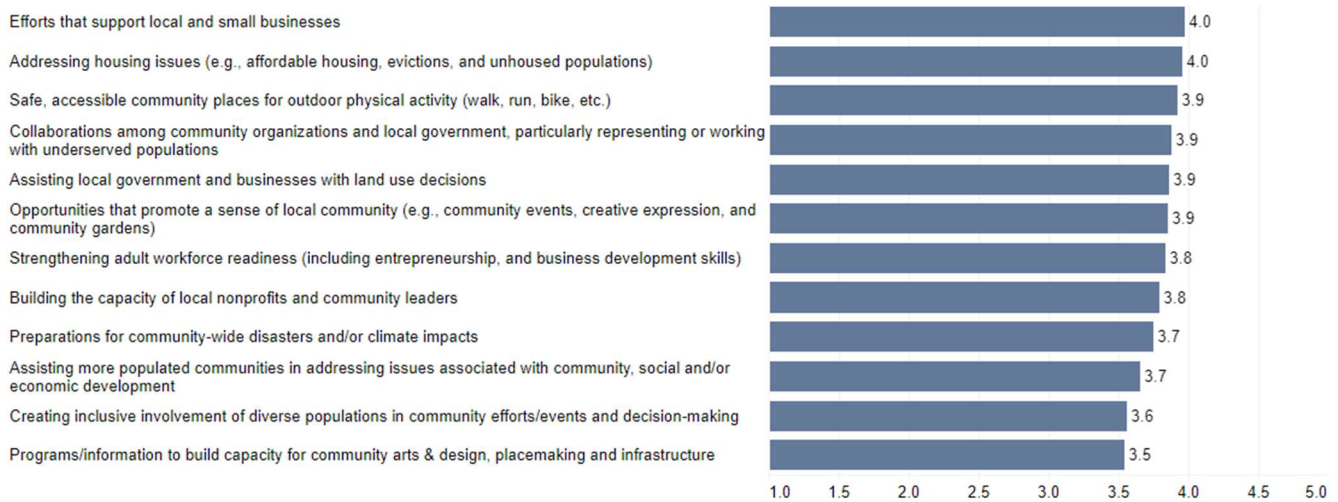 Efforts that support local and small businesses
4.0
Addressing housing issues (e.g., affordable housing, evictions, and unhoused populations)
4.0
Safe, accessible community places for outdoor physical activity (walk, run, bike, etc.)
3.9
Collaborations among community organizations and local government, particularly representing or working
with underserved populations
3.9
Assisting local government and businesses with land use decisions
3.9
Opportunities that promote a sense of local community (e.g., community events, creative expression, and
community gardens)
3.9
Strengthening adult workforce readiness (including entrepreneurship, and business development skills)
3.8
Building the capacity of local nonprofits and community leaders
3.8
Preparations for community-wide disasters and/or climate impacts
3.7
Assisting more populated communities in addressing issues associated with community, social and/or
economic development
3.7
Creating inclusive involvement of diverse populations in community efforts/events and decision-making
3.6
Programs/information to build capacity for community arts & design, placemaking and infrastructure
3.5
1.0 1.5 2.0 2.5 3.0 3.5 4.0 4.5 5.0